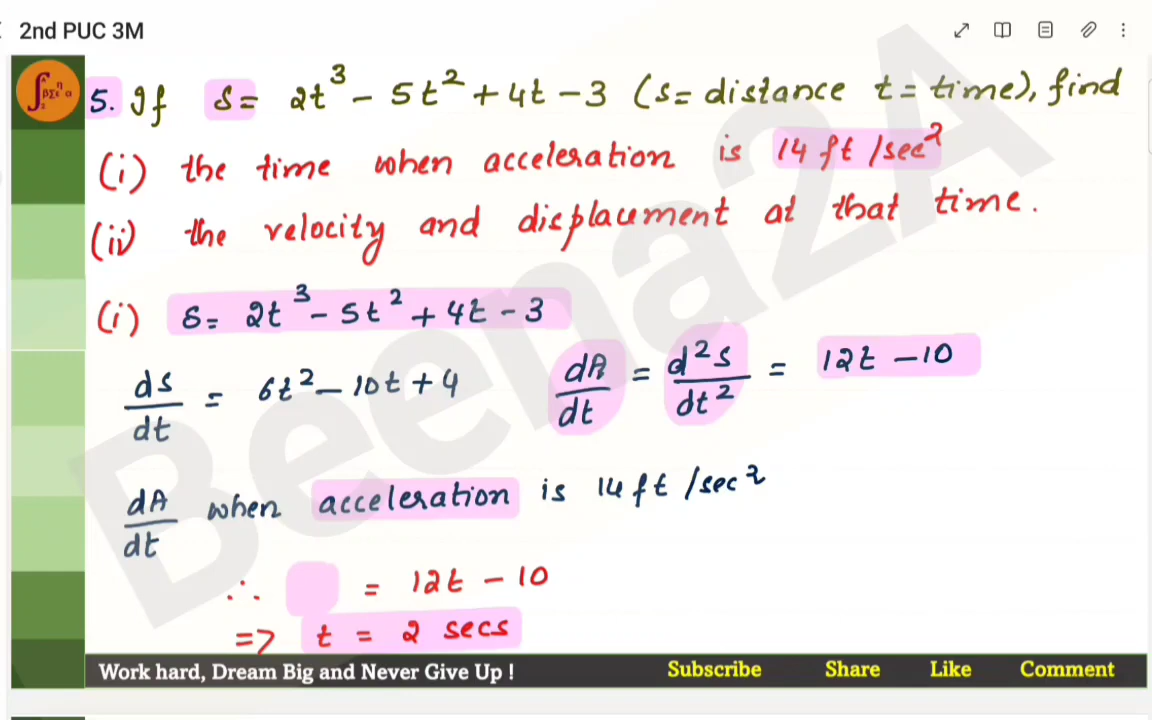 2nd PUC 3M
5. If s = 2t³ – 5t² + 4t – 3 (s = distance t = time), find
(i) the time when acceleration is 14 ft /sec²
(ii) the velocity and displacement at that time.
(i) s = 2t³ – 5t² + 4t – 3
ds/dt = 6t² – 10t + 4 dA/dt = d²s/dt² = 12t – 10
dA/dt when acceleration is 14 ft /sec²
∴ = 12t – 10
=> t = 2 secs
Work hard, Dream Big and Never Give Up ! Subscribe Share Like Comment
Beena2A